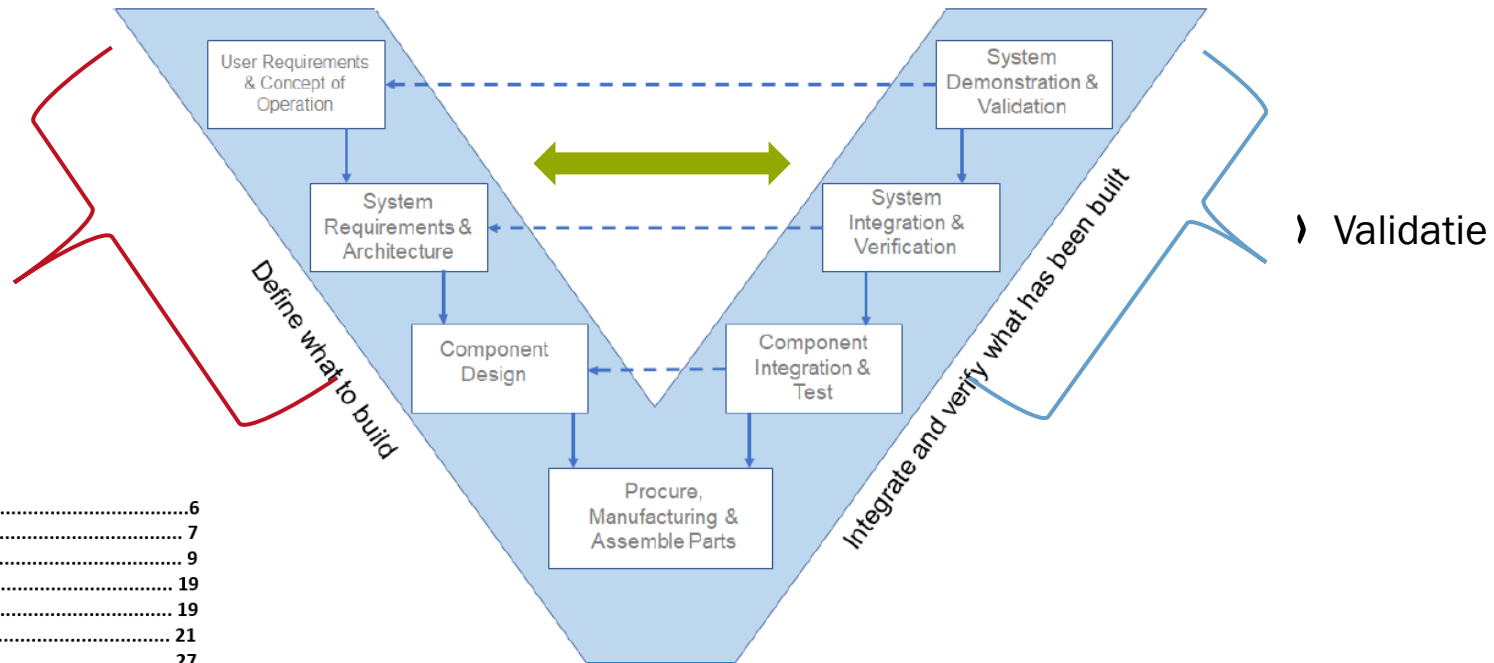 User Requirements
& Concept of
Operation
System
Demonstration &
Validation
System
Requirements &
Architecture
System
Integration &
Verification
› Validatie
Component
Design
Component
Integration &
Test
Define what to build
Integrate and verify what has been built
Procure,
Manufacturing &
Assemble Parts
..............................6
.............................. 7
.............................. 9
.............................. 19
.............................. 19
.............................. 21
.............................. 27